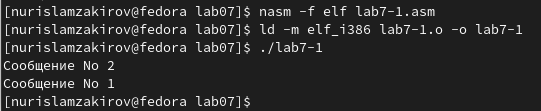 [nurislamzakirov@fedora lab07]$ nasm -f elf lab7-1.asm
[nurislamzakirov@fedora lab07]$ ld -m elf_i386 lab7-1.o -o lab7-1
[nurislamzakirov@fedora lab07]$ ./lab7-1
Сообщение No 2
Сообщение No 1
[nurislamzakirov@fedora lab07]$